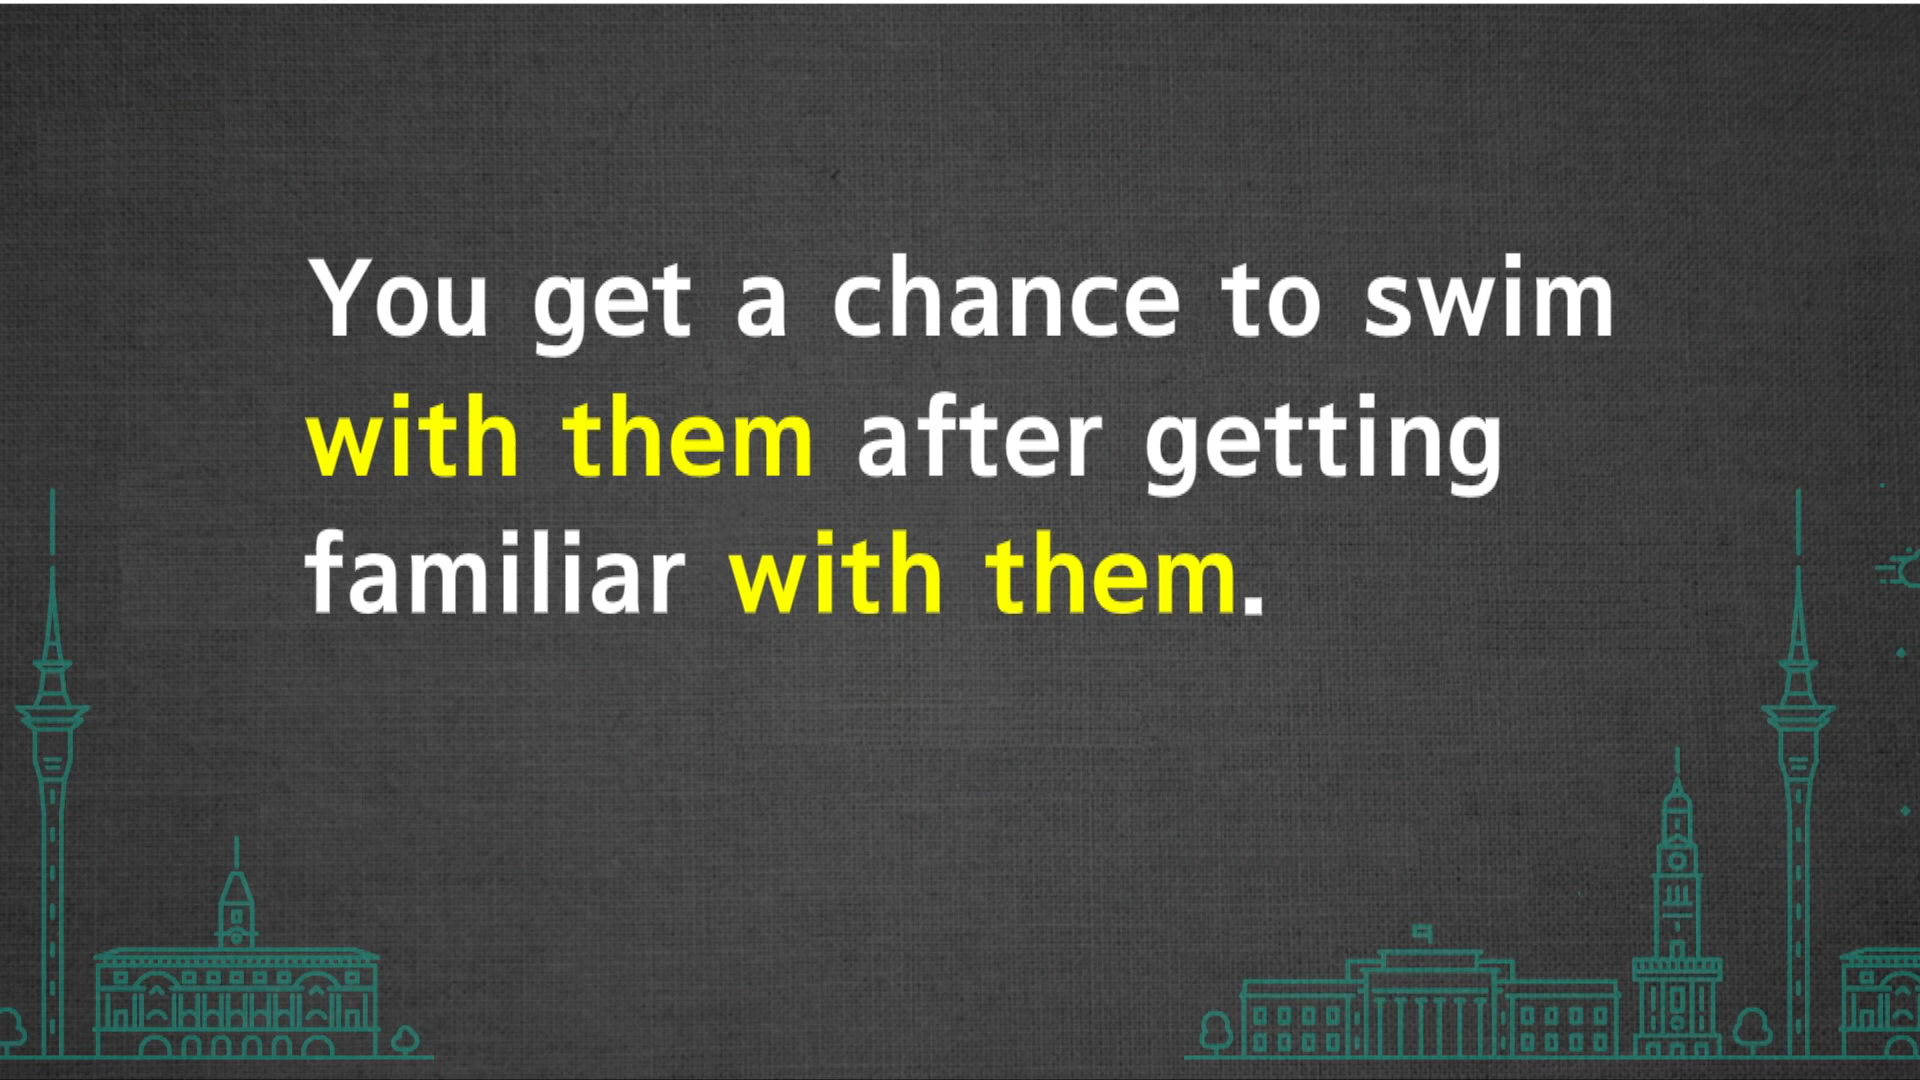 You get a chance to swim
with them after getting
familiar with them.